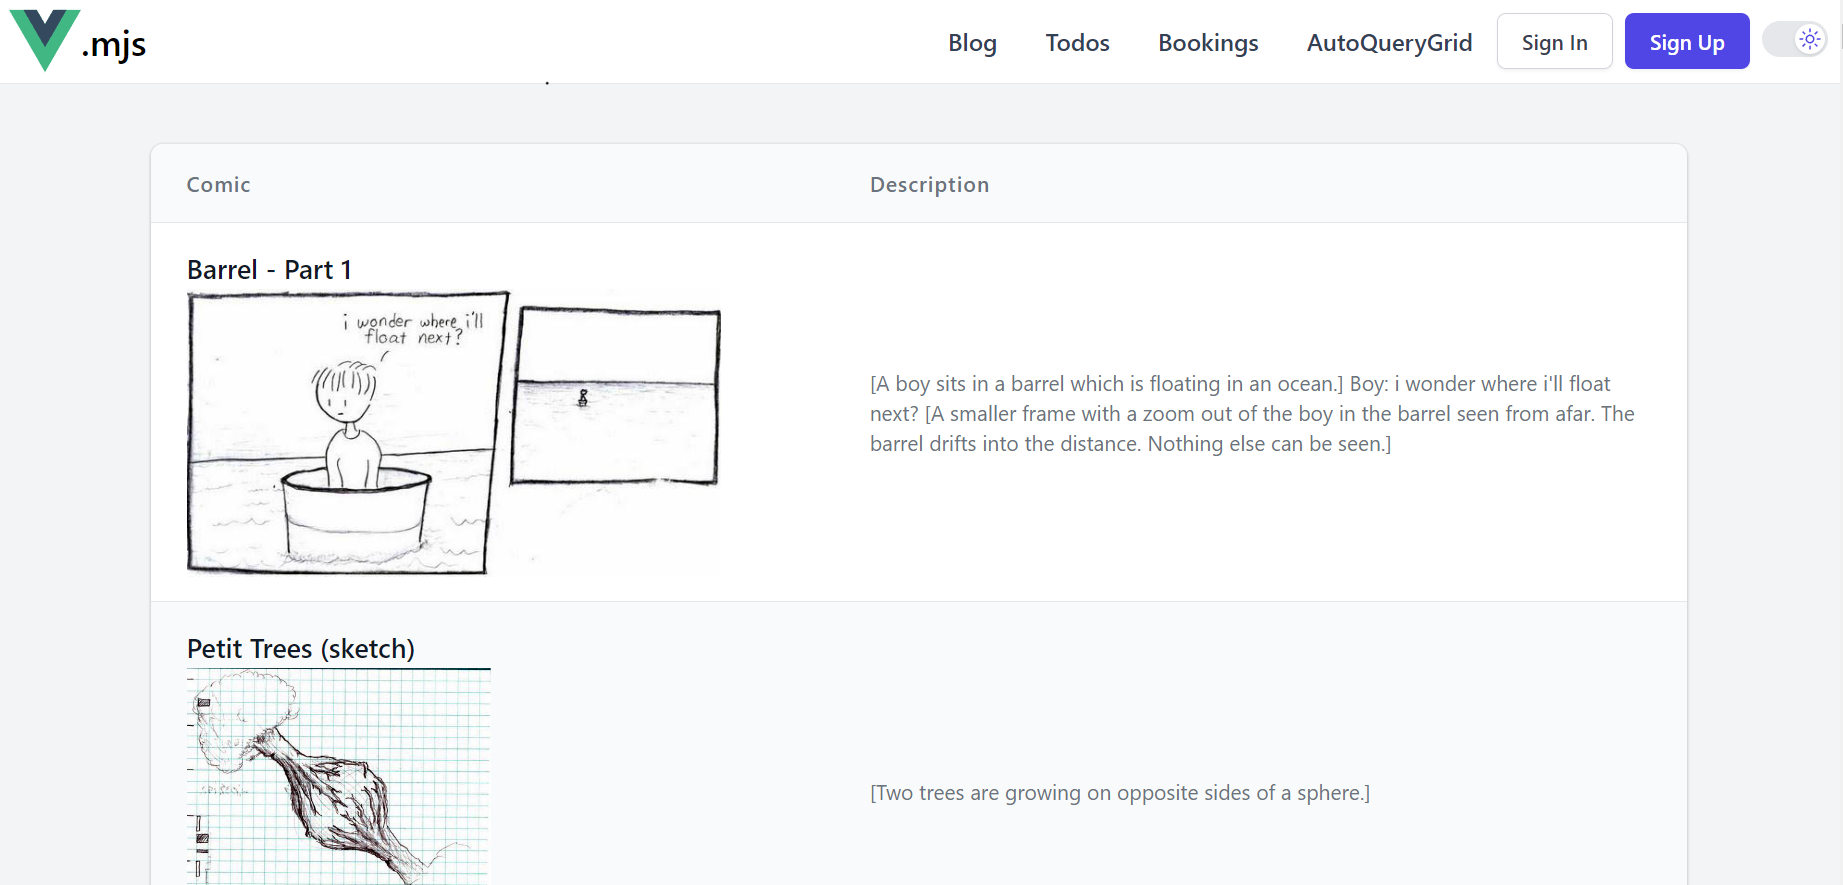 .mjs
Blog
Todos
Bookings
AutoQueryGrid
Sign In
Sign Up
Comic
Description
Barrel - Part 1
i wonder where i'll
float next?
[A boy sits in a barrel which is floating in an ocean.] Boy: i wonder where i'll float
next? [A smaller frame with a zoom out of the boy in the barrel seen from afar. The
barrel drifts into the distance. Nothing else can be seen.]
Petit Trees (sketch)
[Two trees are growing on opposite sides of a sphere.]